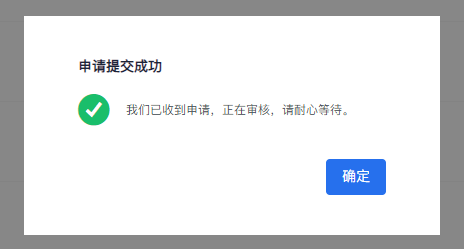 申请提交成功
我们已收到申请，正在审核，请耐心等待。
确定